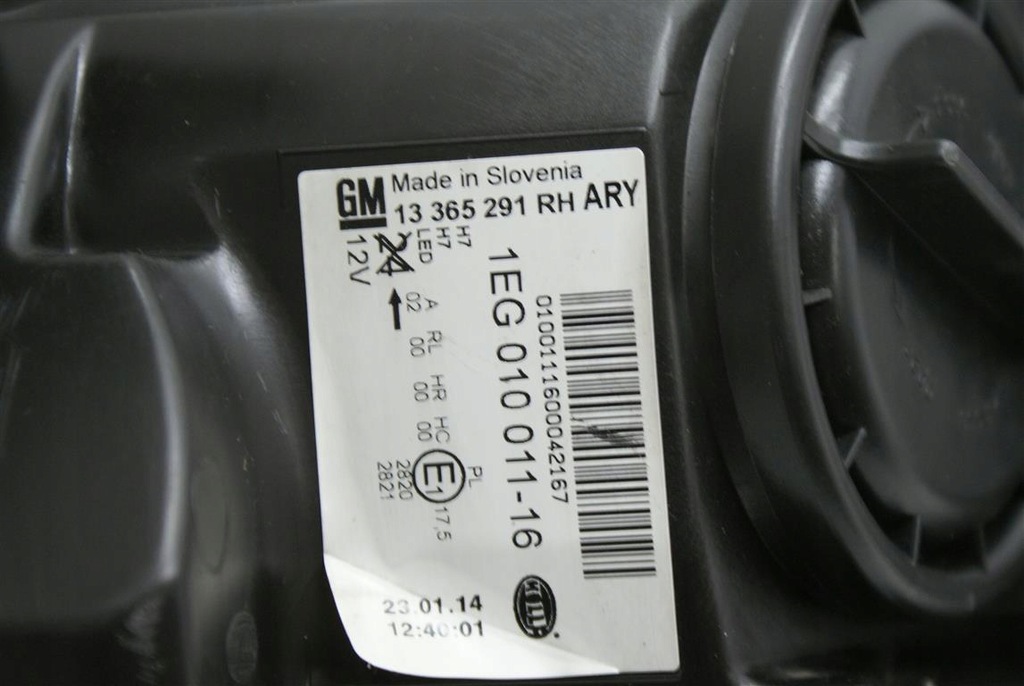 GM Made in Slovenia
13 365 291 RH ARY
H7
H7
LED
24
12V
A RL HR HC PL
02 00 00 00 E1 17,5
2820
2821
1EG 010 011-16
0100111600042167
HELLA
23.01.14
12:40:01